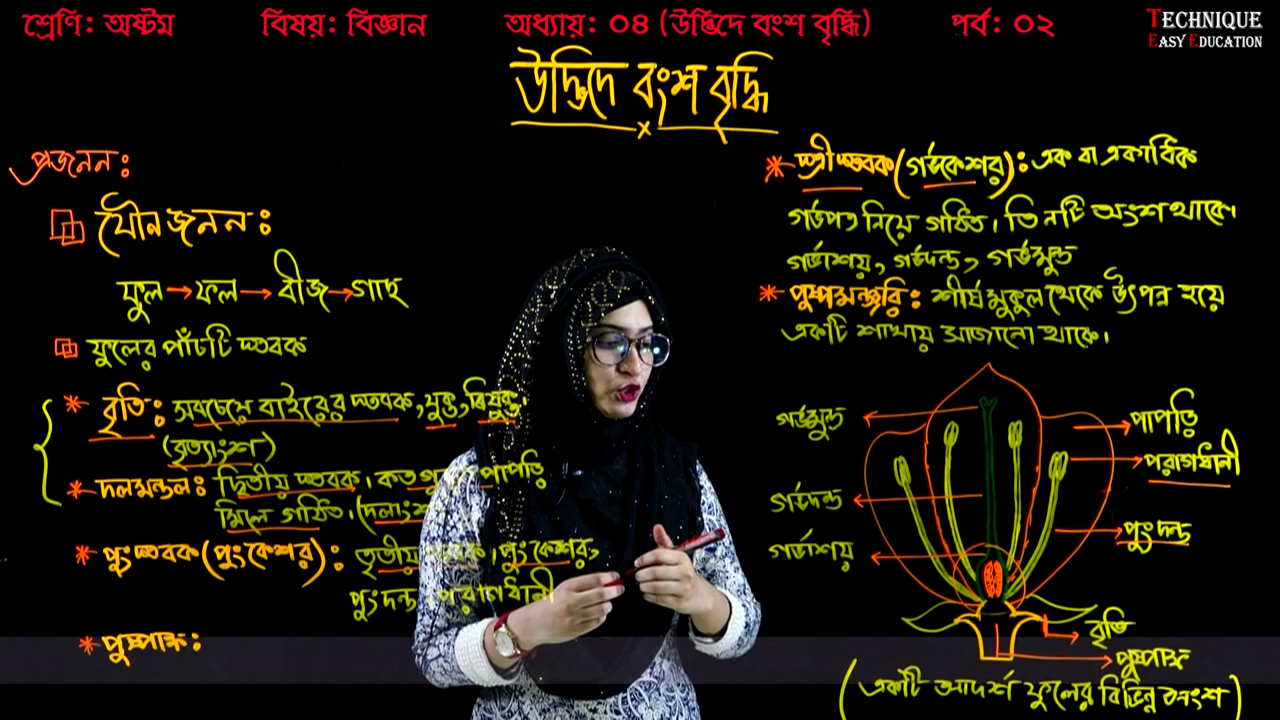 শ্রেণি: অষ্টম বিষয়: বিজ্ঞান অধ্যায়: ০৪ (উদ্ভিদে বংশ বৃদ্ধি) পর্ব: ০২
TECHNIQUE
EASY EDUCATION
উদ্ভিদে বংশ বৃদ্ধি
প্রজনন:
যৌন জনন:
ফুল→ফল→বীজ→গাছ
ফুলের পাঁচটি স্তবক
* বৃতি: সবচেয়ে বাইরের স্তবক, যুক্ত, বিযুক্ত।
(বৃত্যাংশ)
* দলমন্ডল: দ্বিতীয় স্তবক। কত পাপড়ি
মিলে গঠিত। (দলাংশ
* পুংস্তবক (পুংকেশর): তৃতীয় স্তবক। পুংকেশর,
পুংদন্ড পরাগধানী
* পুষ্পাক্ষ:
* স্ত্রীস্তবক (গর্ভকেশর): এক বা একাধিক
গর্ভপত্র নিয়ে গঠিত। তিনটি অংশ থাকে।
গর্ভাশয়, গর্ভদন্ড, গর্ভমুন্ড
* পুষ্পমঞ্জরি: শীর্ষ মুকুল থেকে উৎপন্ন হয়ে
একটি শাখায় সাজানো থাকে।
গর্ভমুন্ড
গর্ভদন্ড
গর্ভাশয়
পাপড়ি
পরাগধানী
পুংদন্ড
বৃতি
পুষ্পাক্ষ
(একটি আদর্শ ফুলের বিভিন্ন অংশ)